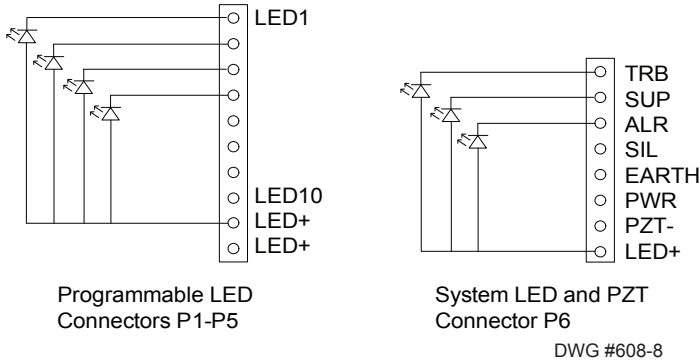 LED1
LED10
LED+
LED+
Programmable LED
Connectors P1-P5
TRB
SUP
ALR
SIL
EARTH
PWR
PZT-
LED+
System LED and PZT
Connector P6
DWG #608-8